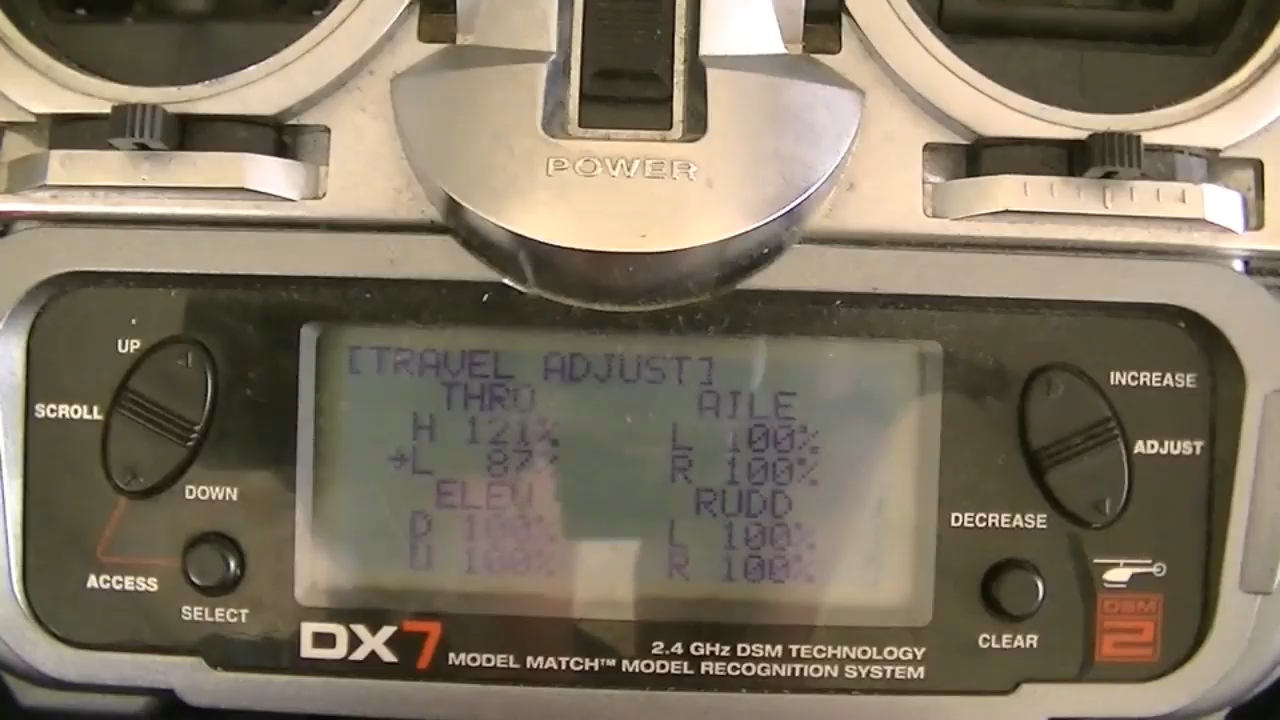 POWER
UP
SCROLL
DOWN
ACCESS
SELECT
[TRAVEL ADJUST]
THRO AILE
H 121% L 100%
→L 87% R 100%
ELEV RUDD
D 100% L 100%
U 100% R 100%
INCREASE
ADJUST
DECREASE
CLEAR
DSM
2
DX7
2.4 GHz DSM TECHNOLOGY
MODEL MATCH™ MODEL RECOGNITION SYSTEM